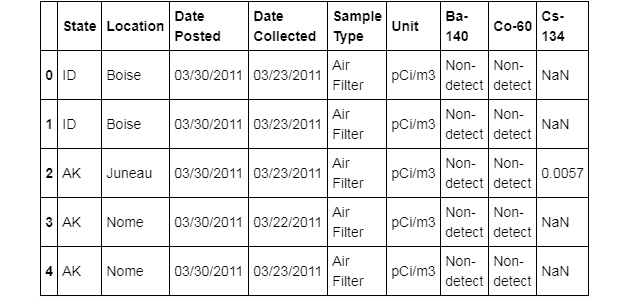 State Location Date Posted Date Collected Sample Type Unit Ba-140 Co-60 Cs-134
0 ID Boise 03/30/2011 03/23/2011 Air Filter pCi/m3 Non-detect Non-detect NaN
1 ID Boise 03/30/2011 03/23/2011 Air Filter pCi/m3 Non-detect Non-detect NaN
2 AK Juneau 03/30/2011 03/23/2011 Air Filter pCi/m3 Non-detect Non-detect 0.0057
3 AK Nome 03/30/2011 03/22/2011 Air Filter pCi/m3 Non-detect Non-detect NaN
4 AK Nome 03/30/2011 03/23/2011 Air Filter pCi/m3 Non-detect Non-detect NaN